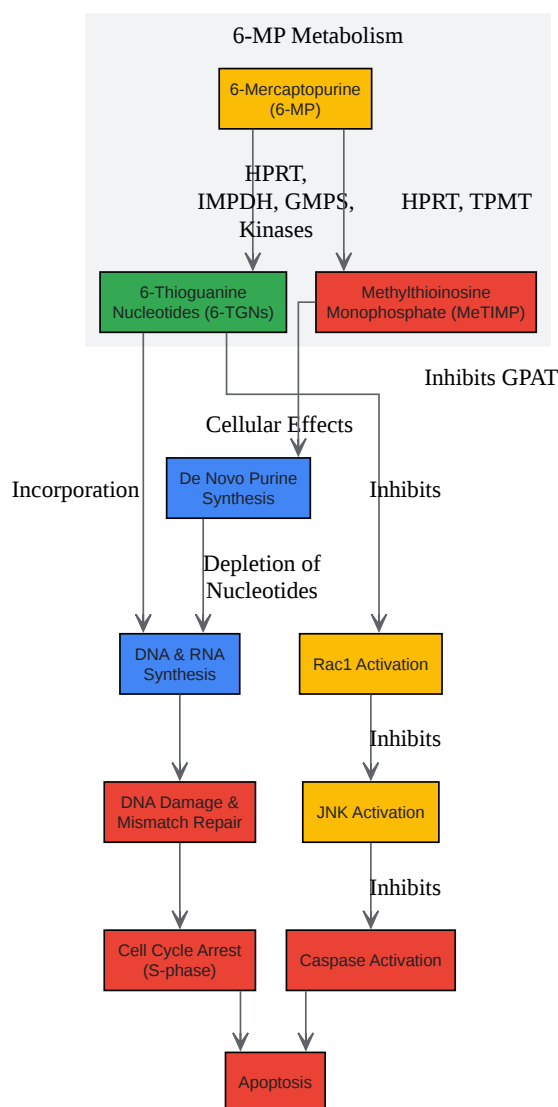 6-MP Metabolism
6-Mercaptopurine
(6-MP)
HPRT,
IMPDH, GMPS,
Kinases
HPRT, TPMT
6-Thioguanine
Nucleotides (6-TGNs)
Methylthioinosine
Monophosphate (MeTIMP)
Inhibits GPAT
Cellular Effects
De Novo Purine
Synthesis
Incorporation
Inhibits
Depletion of
Nucleotides
DNA & RNA
Synthesis
Rac1 Activation
Inhibits
DNA Damage &
Mismatch Repair
JNK Activation
Inhibits
Cell Cycle Arrest
(S-phase)
Caspase Activation
Apoptosis